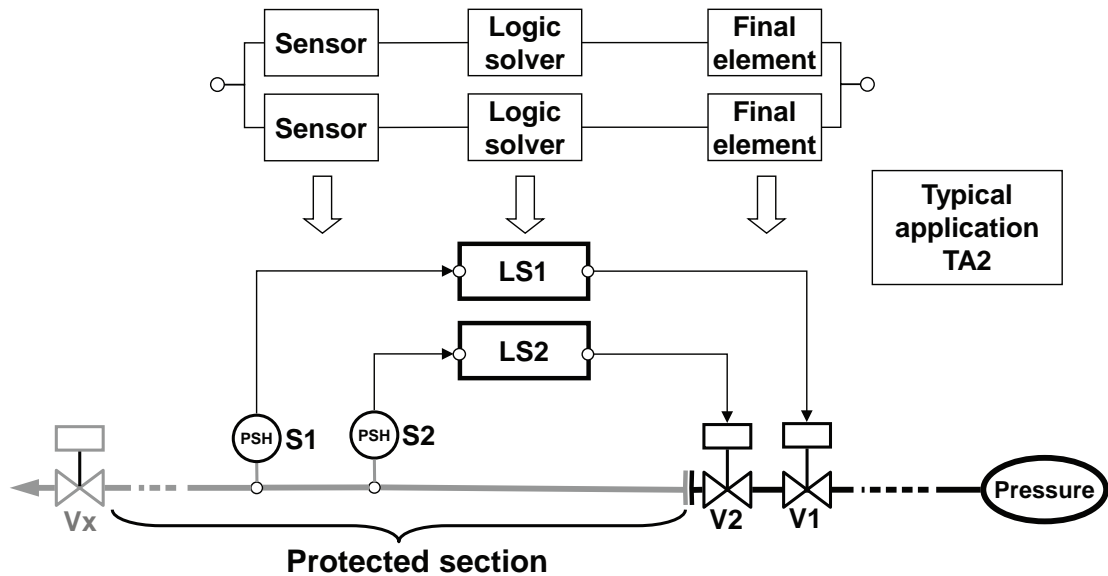 Sensor
Logic
solver
Final
element
Sensor
Logic
solver
Final
element
Typical
application
TA2
LS1
LS2
PSH
S1
PSH
S2
Vx
V2
V1
Pressure
Protected section